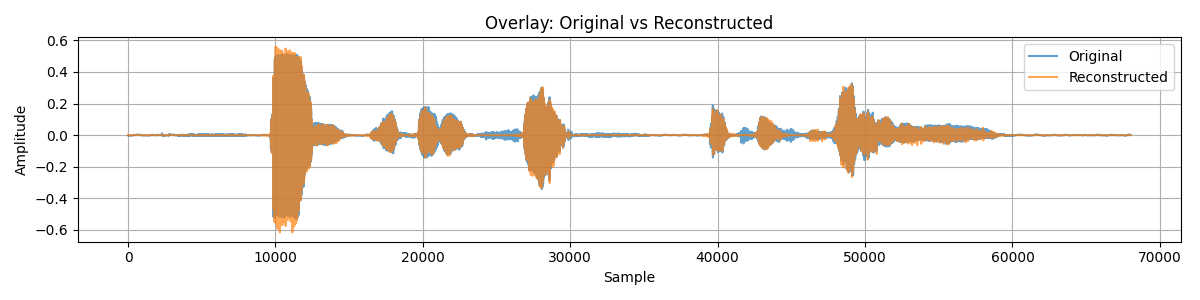 Overlay: Original vs Reconstructed
0.6
0.4
0.2
0.0
−0.2
−0.4
−0.6
Amplitude
Original
Reconstructed
0 10000 20000 30000 40000 50000 60000 70000
Sample